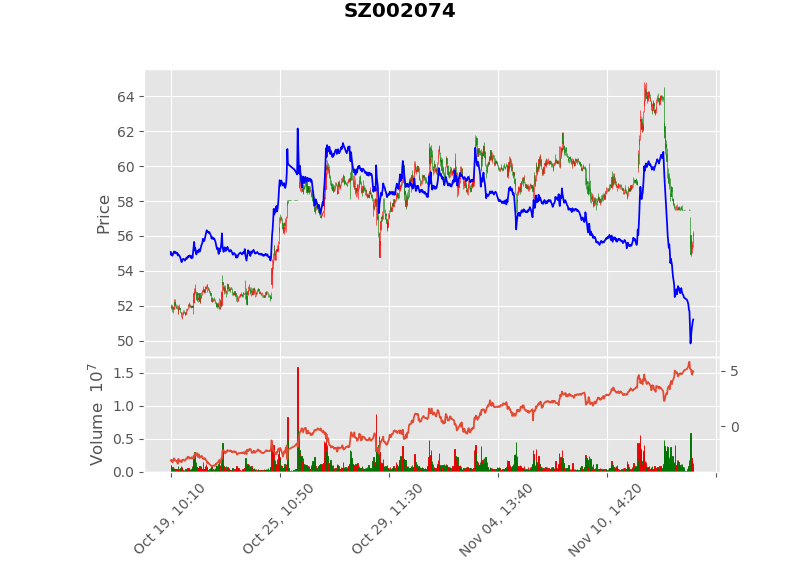 SZ002074
64
62
60
58
56
54
52
50
Price
1.5
1.0
0.5
0.0
Volume 10^7
5
0
Oct 19, 10:10
Oct 25, 10:50
Oct 29, 11:30
Nov 04, 13:40
Nov 10, 14:20